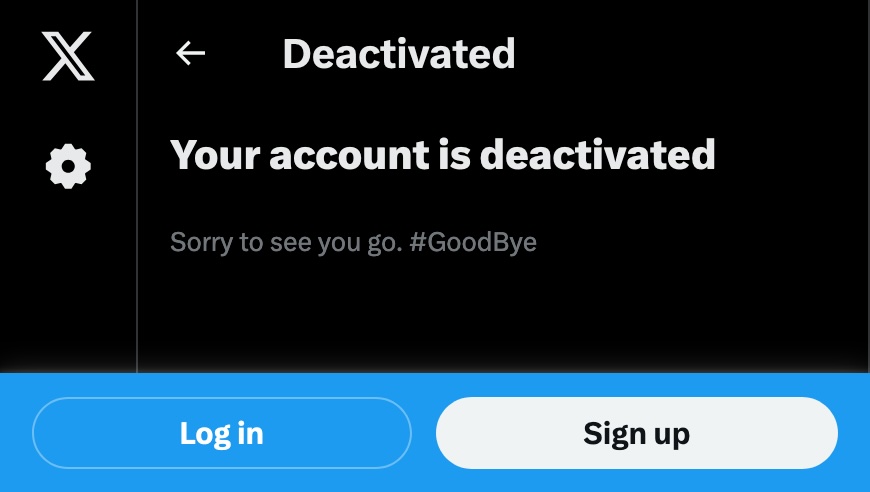 Deactivated
Your account is deactivated
Sorry to see you go. #GoodBye
Log in
Sign up